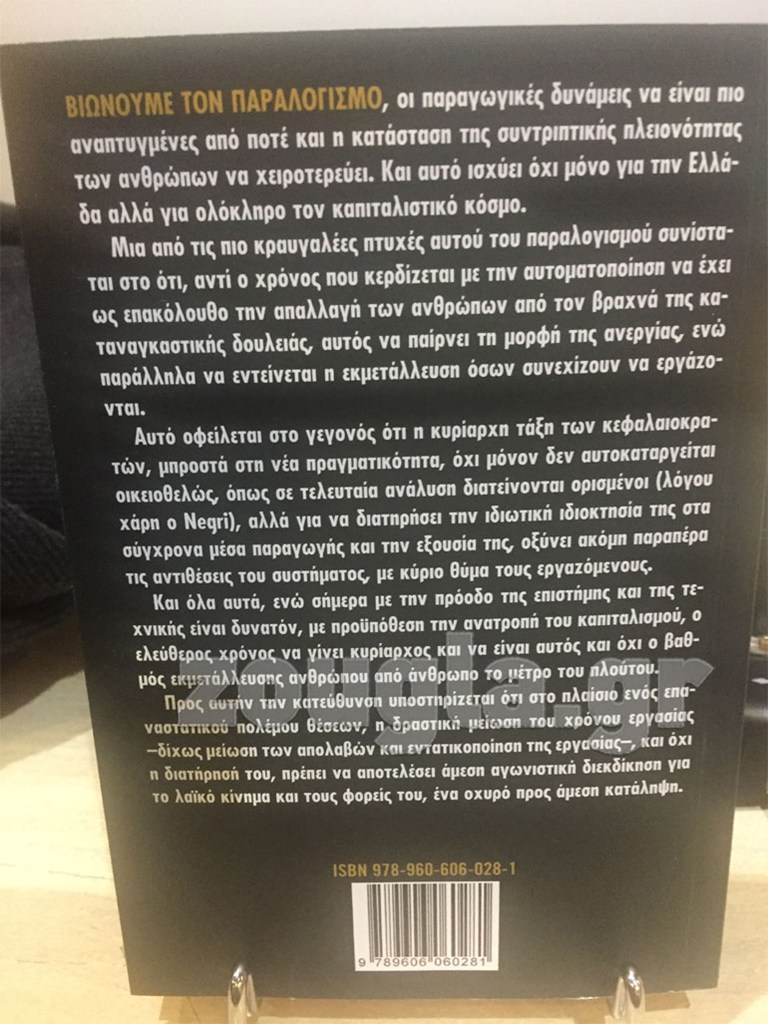 ΒΙΩΝΟΥΜΕ ΤΟΝ ΠΑΡΑΛΟΓΙΣΜΟ, οι παραγωγικές δυνάμεις να είναι πιο
αναπτυγμένες από ποτέ και η κατάσταση της συντριπτικής πλειονότητας
των ανθρώπων να χειροτερεύει. Και αυτό ισχύει όχι μόνο για την Ελλά-
δα αλλά για ολόκληρο τον καπιταλιστικό κόσμο.
Μια από τις πιο κραυγαλέες πτυχές αυτού του παραλογισμού συνίστα-
ται στο ότι, αντί ο χρόνος που κερδίζεται με την αυτοματοποίηση να έχει
ως επακόλουθο την απαλλαγή των ανθρώπων από τον βραχνά της κα-
ταναγκαστικής δουλειάς, αυτός να παίρνει τη μορφή της ανεργίας, ενώ
παράλληλα να εντείνεται η εκμετάλλευση όσων συνεχίζουν να εργάζο-
νται.
Αυτό οφείλεται στο γεγονός ότι η κυρίαρχη τάξη των κεφαλαιοκρα-
τών, μπροστά στη νέα πραγματικότητα, όχι μόνον δεν αυτοκαταργείται
οικειοθελώς, όπως σε τελευταία ανάλυση διατείνονται ορισμένοι (λόγου
χάρη ο Negri), αλλά για να διατηρήσει την ιδιωτική ιδιοκτησία της στα
σύγχρονα μέσα παραγωγής και την εξουσία της, οξύνει ακόμη παραπέρα
τις αντιθέσεις του συστήματος, με κύριο θύμα τους εργαζόμενους.
Και όλα αυτά, ενώ σήμερα με την πρόοδο της επιστήμης και της τε-
χνικής είναι δυνατόν, με προϋπόθεση την ανατροπή του καπιταλισμού, ο
ελεύθερος χρόνος να γίνει κυρίαρχος και να είναι αυτός και όχι ο βαθ-
μός εκμετάλλευσης ανθρώπου από άνθρωπο το μέτρο του πλούτου.
Προς αυτήν την κατεύθυνση υποστηρίζεται ότι στο πλαίσιο ενός επα-
ναστατικού πολέμου θέσεων, η δραστική μείωση του χρόνου εργασίας
–δίχως μείωση των απολαβών και εντατικοποίηση της εργασίας–, και όχι
η διατήρησή του, πρέπει να αποτελέσει άμεση αγωνιστική διεκδίκηση για
το λαϊκό κίνημα και τους φορείς του, ένα οχυρό προς άμεση κατάληψη.
zougla.gr
ISBN 978-960-606-028-1
9 789606 060281